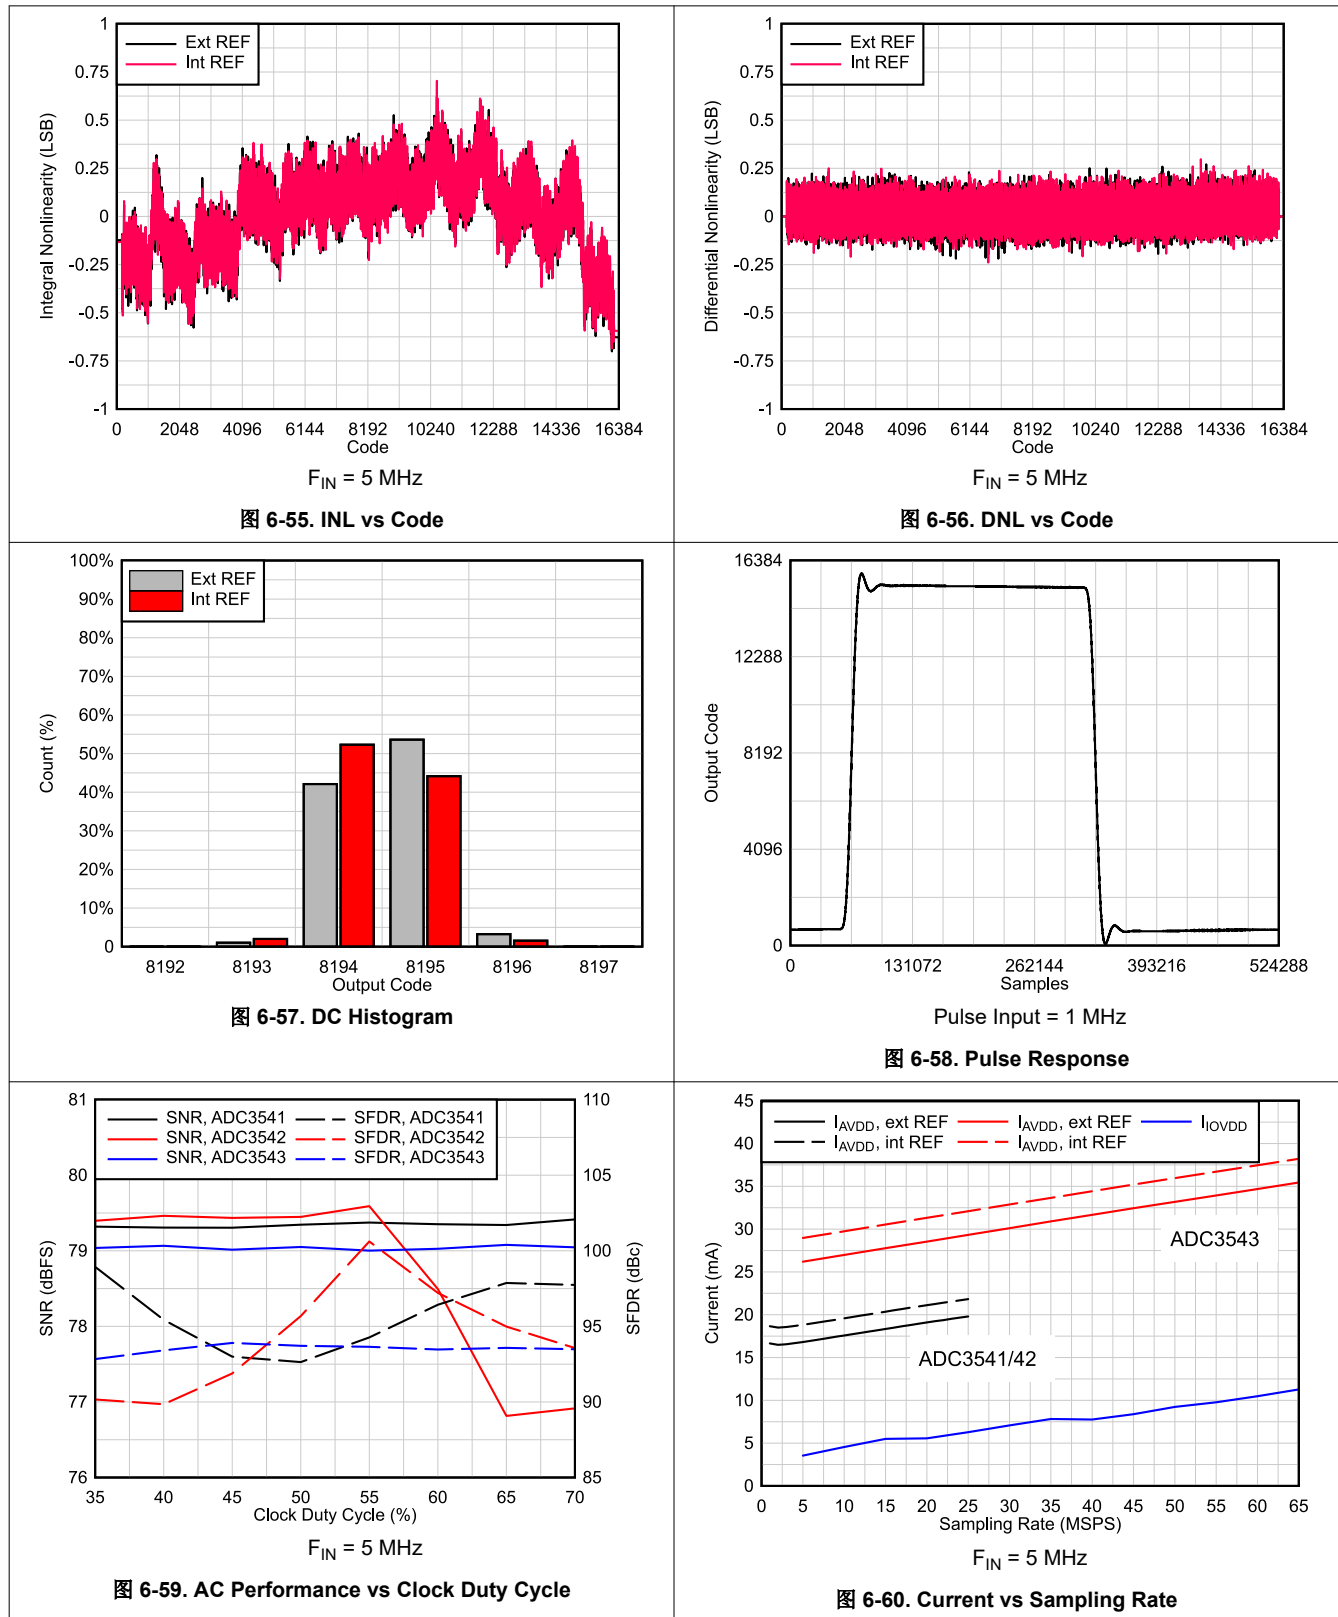 Ext REF
Int REF
1
0.75
0.5
0.25
0
-0.25
-0.5
-0.75
-1
Integral Nonlinearity (LSB)
0 2048 4096 6144 8192 10240 12288 14336 16384
Code
F_IN = 5 MHz
图 6-55. INL vs Code
Ext REF
Int REF
1
0.75
0.5
0.25
0
-0.25
-0.5
-0.75
-1
Differential Nonlinearity (LSB)
0 2048 4096 6144 8192 10240 12288 14336 16384
Code
F_IN = 5 MHz
图 6-56. DNL vs Code
Ext REF
Int REF
100%
90%
80%
70%
60%
50%
40%
30%
20%
10%
0
Count (%)
8192 8193 8194 8195 8196 8197
Output Code
图 6-57. DC Histogram
16384
12288
8192
4096
0
Output Code
0 131072 262144 393216 524288
Samples
Pulse Input = 1 MHz
图 6-58. Pulse Response
SNR, ADC3541 SFDR, ADC3541
SNR, ADC3542 SFDR, ADC3542
SNR, ADC3543 SFDR, ADC3543
81
80
79
78
77
76
SNR (dBFS)
110
105
100
95
90
85
SFDR (dBc)
35 40 45 50 55 60 65 70
Clock Duty Cycle (%)
F_IN = 5 MHz
图 6-59. AC Performance vs Clock Duty Cycle
I_AVDD, ext REF I_AVDD, ext REF I_IOVDD
I_AVDD, int REF I_AVDD, int REF
45
40
35
30
25
20
15
10
5
0
Current (mA)
ADC3543
ADC3541/42
0 5 10 15 20 25 30 35 40 45 50 55 60 65
Sampling Rate (MSPS)
F_IN = 5 MHz
图 6-60. Current vs Sampling Rate